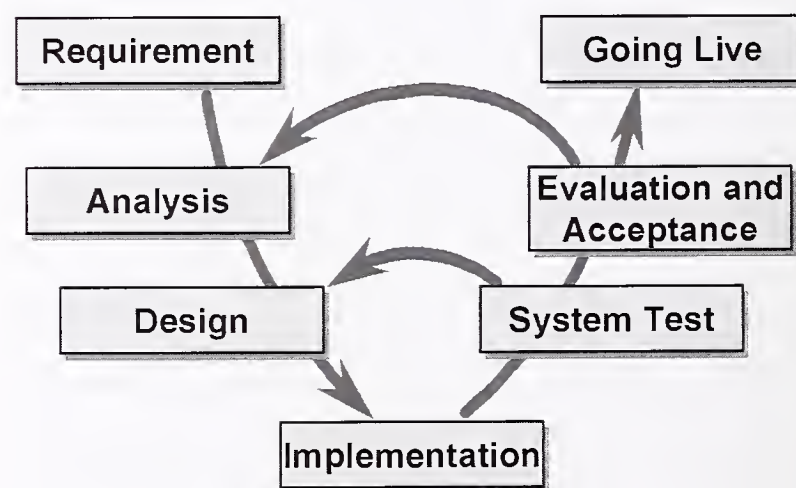 Requirement
Going Live
Analysis
Evaluation and
Acceptance
Design
System Test
Implementation